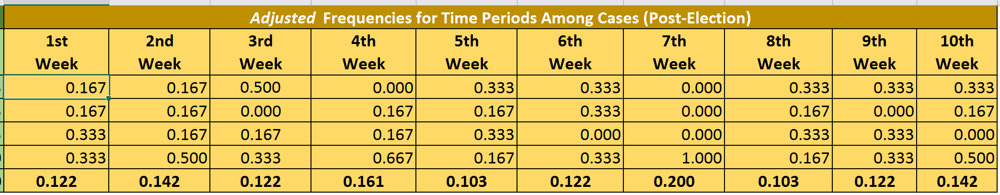 Adjusted Frequencies for Time Periods Among Cases (Post-Election)
1st Week 2nd Week 3rd Week 4th Week 5th Week 6th Week 7th Week 8th Week 9th Week 10th Week
0.167 0.167 0.500 0.000 0.333 0.333 0.000 0.333 0.333 0.333
0.167 0.167 0.000 0.167 0.167 0.333 0.000 0.167 0.000 0.167
0.333 0.167 0.167 0.167 0.333 0.000 0.000 0.333 0.333 0.000
0.333 0.500 0.333 0.667 0.167 0.333 1.000 0.167 0.333 0.500
0.122 0.142 0.122 0.161 0.103 0.122 0.200 0.103 0.122 0.142